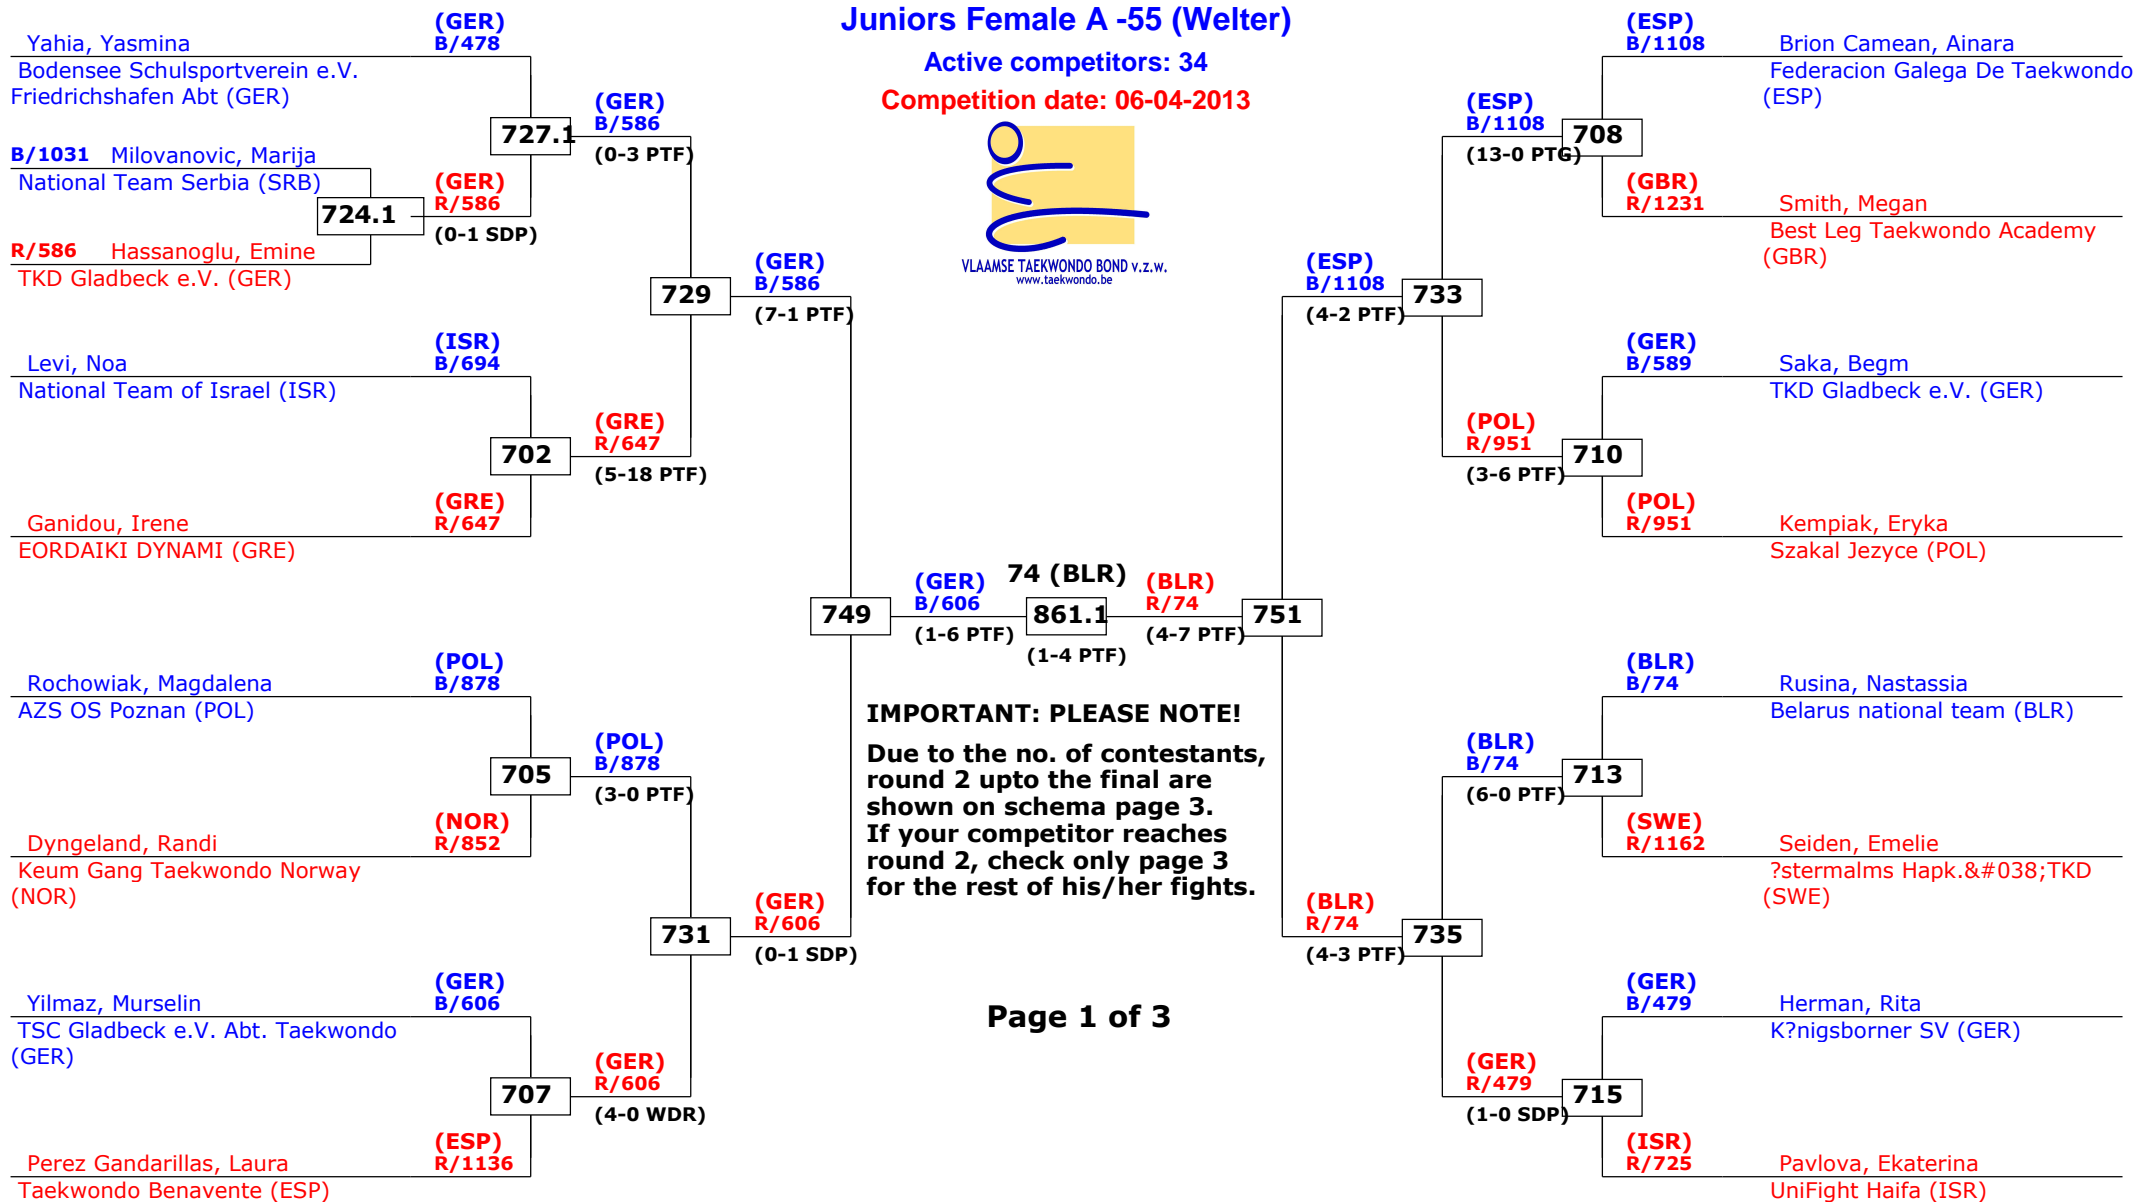 Juniors Female A -55 (Welter)
Active competitors: 34
Competition date: 06-04-2013
VLAAMSE TAEKWONDO BOND v.z.w.
www.taekwondo.be
(GER)
Yahia, Yasmina B/478
Bodensee Schulsportverein e.V.
Friedrichshafen Abt (GER)
727.1
(GER)
B/586
(0-3 PTF)
B/1031 Milovanovic, Marija
National Team Serbia (SRB)
724.1
(GER)
R/586
(0-1 SDP)
R/586 Hassanoglu, Emine
TKD Gladbeck e.V. (GER)
729
(GER)
B/586
(7-1 PTF)
(ISR)
Levi, Noa B/694
National Team of Israel (ISR)
702
(GRE)
R/647
(5-18 PTF)
(GRE)
Ganidou, Irene R/647
EORDAIKI DYNAMI (GRE)
749
(GER)
B/606
(1-6 PTF)
74 (BLR)
861.1
(1-4 PTF)
(BLR)
R/74
(4-7 PTF)
751
(POL)
Rochowiak, Magdalena B/878
AZS OS Poznan (POL)
705
(POL)
B/878
(3-0 PTF)
(NOR)
Dyngeland, Randi R/852
Keum Gang Taekwondo Norway
(NOR)
731
(GER)
R/606
(0-1 SDP)
(GER)
Yilmaz, Murselin B/606
TSC Gladbeck e.V. Abt. Taekwondo
(GER)
707
(GER)
R/606
(4-0 WDR)
(ESP)
Perez Gandarillas, Laura R/1136
Taekwondo Benavente (ESP)
IMPORTANT: PLEASE NOTE!
Due to the no. of contestants,
round 2 upto the final are
shown on schema page 3.
If your competitor reaches
round 2, check only page 3
for the rest of his/her fights.
Page 1 of 3
(ESP)
B/1108 Brion Camean, Ainara
Federacion Galega De Taekwondo
(ESP)
(ESP)
B/1108
(13-0 PTG)
708
(GBR)
R/1231 Smith, Megan
Best Leg Taekwondo Academy
(GBR)
(ESP)
B/1108
(4-2 PTF)
733
(GER)
B/589 Saka, Begm
TKD Gladbeck e.V. (GER)
(POL)
R/951
(3-6 PTF)
710
(POL)
R/951 Kempiak, Eryka
Szakal Jezyce (POL)
(BLR)
B/74 Rusina, Nastassia
Belarus national team (BLR)
(BLR)
B/74
(6-0 PTF)
713
(SWE)
R/1162 Seiden, Emelie
?stermalms Hapk.&#038;TKD
(SWE)
(BLR)
R/74
(4-3 PTF)
735
(GER)
B/479 Herman, Rita
K?nigsborner SV (GER)
(GER)
R/479
(1-0 SDP)
715
(ISR)
R/725 Pavlova, Ekaterina
UniFight Haifa (ISR)